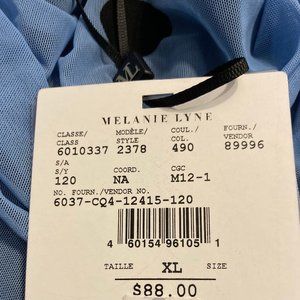 XL
MELANIE LYNE
CLASSE/ MODÈLE/ COUL./ FOURN./
CLASS STYLE COL. VENDOR
6010337 2378 490 89996
S/A
S/Y COORD. CGC
120 NA M12-1
NO. FOURN./VENDOR NO.
6037-CQ4-12415-120
4 60154 96105 1
TAILLE XL SIZE
$88.00